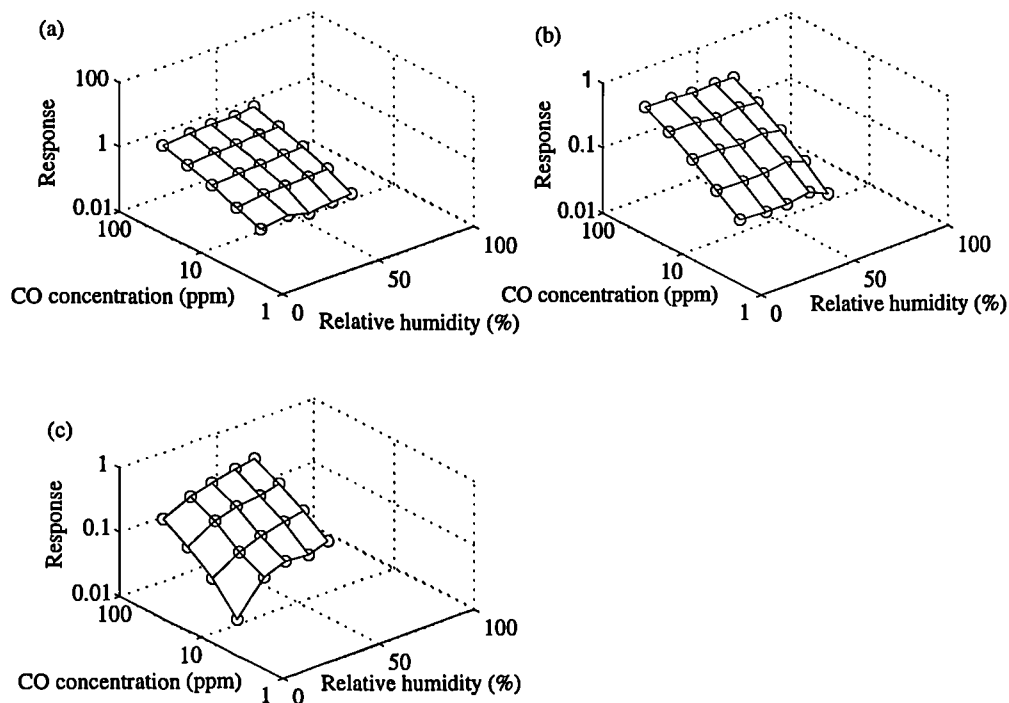 (a)
100
1
0.01
Response
100
10
1
CO concentration (ppm)
0
50
100
Relative humidity (%)
(b)
1
0.1
0.01
Response
100
10
1
CO concentration (ppm)
0
50
100
Relative humidity (%)
(c)
1
0.1
0.01
Response
100
10
1
CO concentration (ppm)
0
50
100
Relative humidity (%)